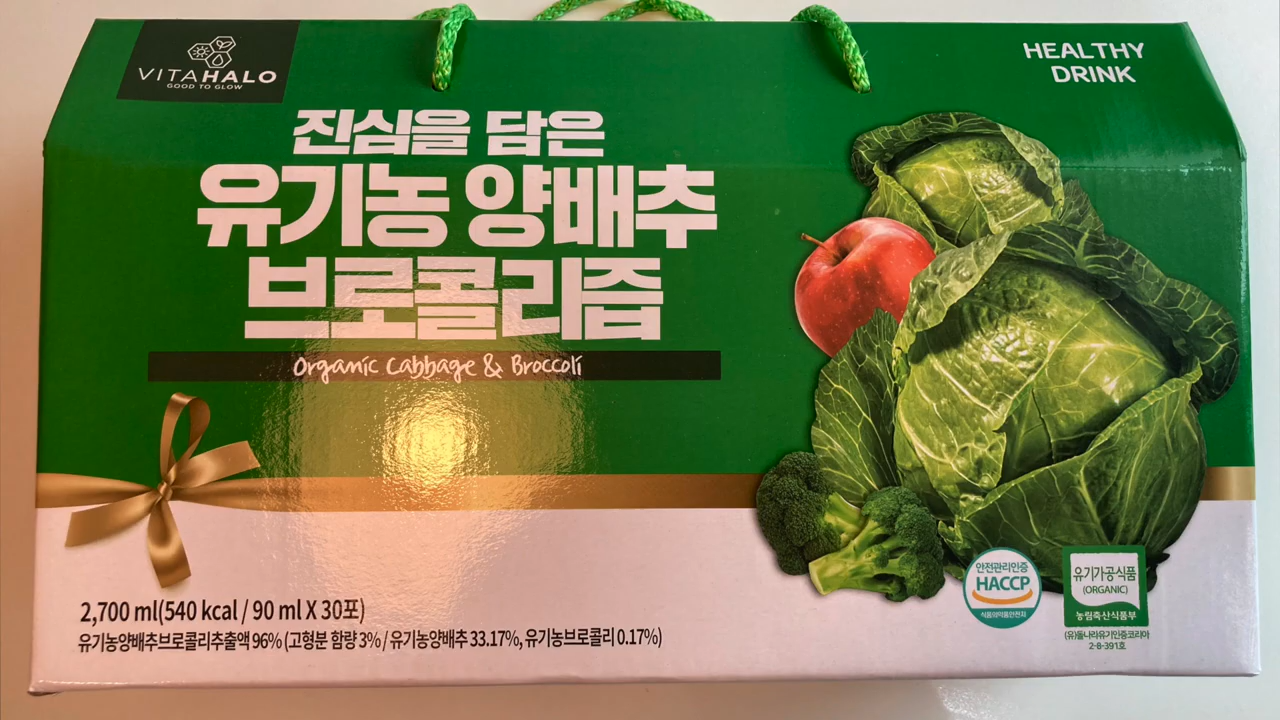 VITAHALO
GOOD TO GLOW
HEALTHY
DRINK
진심을 담은
유기농 양배추
브로콜리즙
Organic Cabbage & Broccoli
2,700 ml(540 kcal / 90 ml X 30포)
유기농양배추브로콜리추출액 96% (고형분 함량 3% / 유기농양배추 33.17%, 유기농브로콜리 0.17%)
안전관리인증
HACCP
식품의약품안전처
유기가공식품
(ORGANIC)
농림축산식품부
(유)돌나라유기인증코리아
2-8-391호